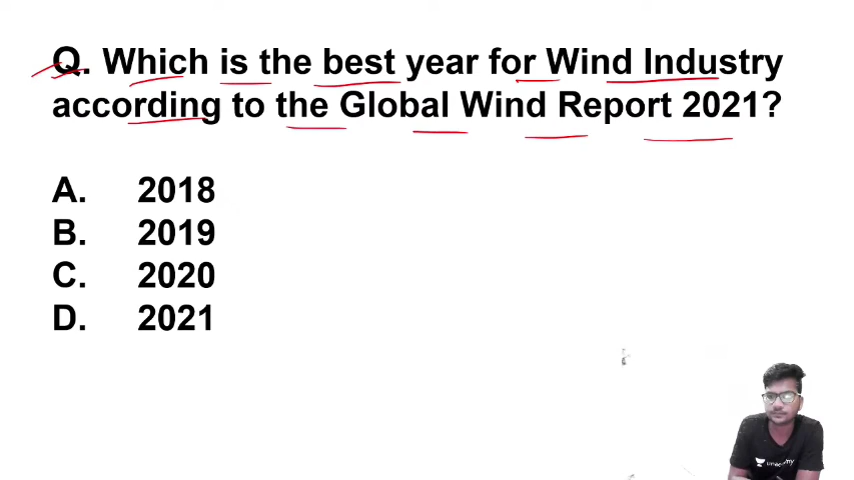 Q. Which is the best year for Wind Industry
according to the Global Wind Report 2021?
A. 2018
B. 2019
C. 2020
D. 2021